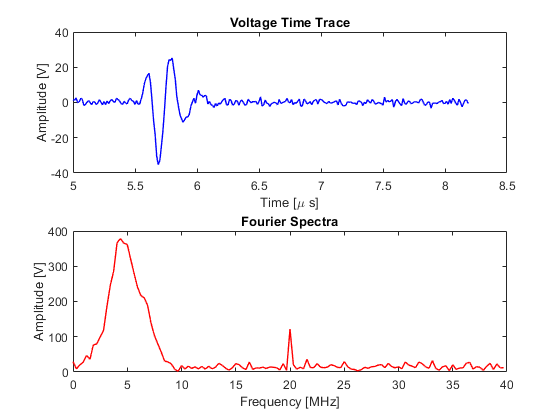 Voltage Time Trace
40
20
0
-20
-40
Amplitude [V]
5 5.5 6 6.5 7 7.5 8 8.5
Time [μ s]
Fourier Spectra
400
300
200
100
0
Amplitude [V]
0 5 10 15 20 25 30 35 40
Frequency [MHz]